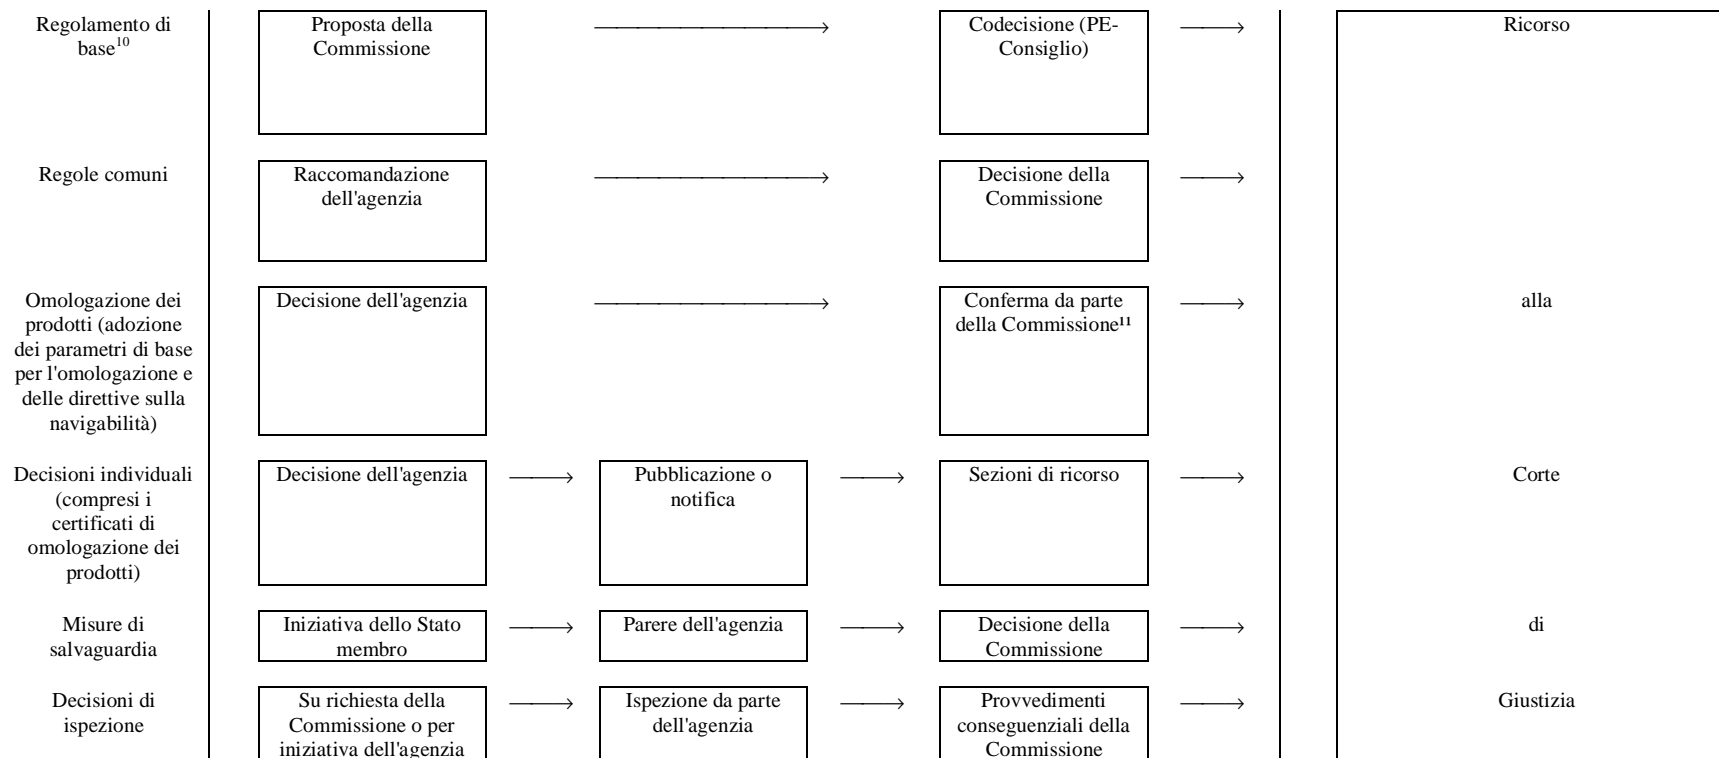 Regolamento di
base10
Proposta della
Commissione
Codecisione (PE-
Consiglio)
Ricorso
Regole comuni
Raccomandazione
dell'agenzia
Decisione della
Commissione
Omologazione dei
prodotti (adozione
dei parametri di base
per l'omologazione e
delle direttive sulla
navigabilità)
Decisione dell'agenzia
Conferma da parte
della Commissione11
alla
Decisioni individuali
(compresi i
certificati di
omologazione dei
prodotti)
Decisione dell'agenzia
Pubblicazione o
notifica
Sezioni di ricorso
Corte
Misure di
salvaguardia
Iniziativa dello Stato
membro
Parere dell'agenzia
Decisione della
Commissione
di
Decisioni di
ispezione
Su richiesta della
Commissione o per
iniziativa dell'agenzia
Ispezione da parte
dell'agenzia
Provvedimenti
conseguenziali della
Commissione
Giustizia